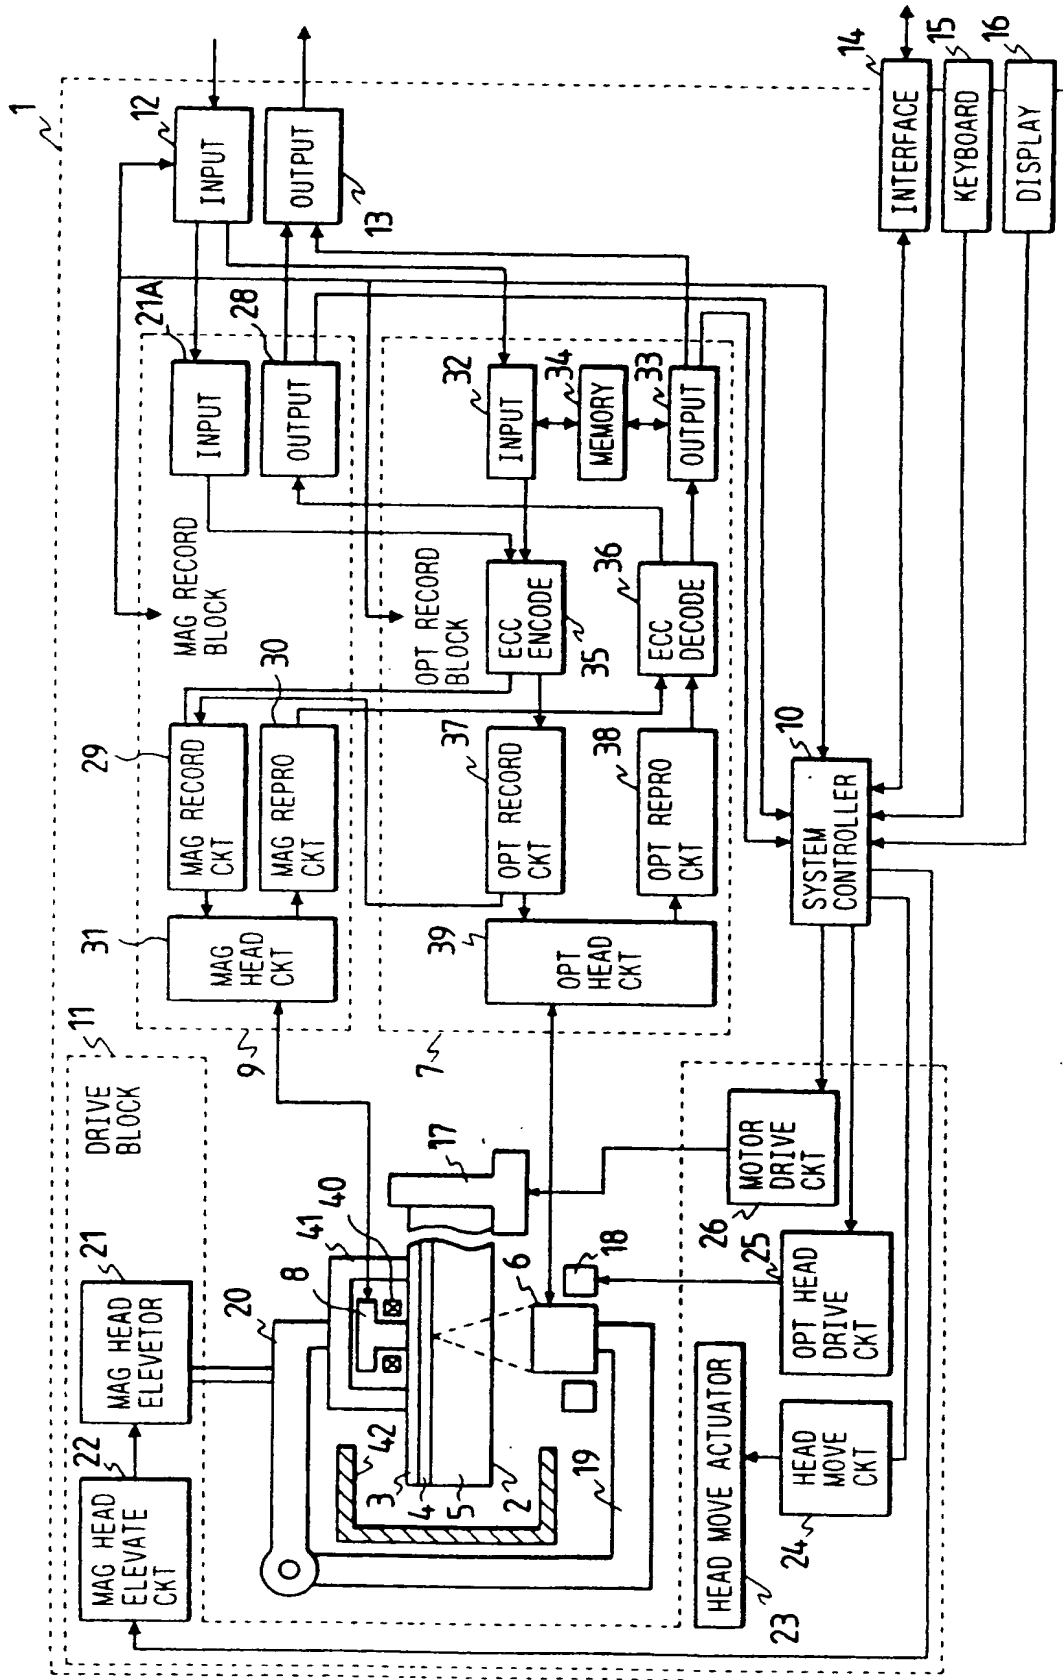 1
DRIVE
BLOCK
11
MAG HEAD
ELEVATE
CKT
22
MAG HEAD
ELEVETOR
21
20
8
41
40
17
42
3
4
5
2
6
18
19
HEAD MOVE ACTUATOR
23
HEAD
MOVE
CKT
24
OPT HEAD
DRIVE
CKT
25
MOTOR
DRIVE
CKT
26
9
MAG RECORD
BLOCK
31
MAG
HEAD
CKT
29
MAG RECORD
CKT
30
MAG REPRO
CKT
21A
INPUT
28
OUTPUT
12
INPUT
OUTPUT
13
7
OPT RECORD
BLOCK
39
OPT
HEAD
CKT
37
OPT RECORD
CKT
38
OPT REPRO
CKT
ECC
ENCODE
35
36
ECC
DECODE
32
INPUT
34
MEMORY
33
OUTPUT
10
SYSTEM
CONTROLLER
14
INTERFACE
15
KEYBOARD
16
DISPLAY